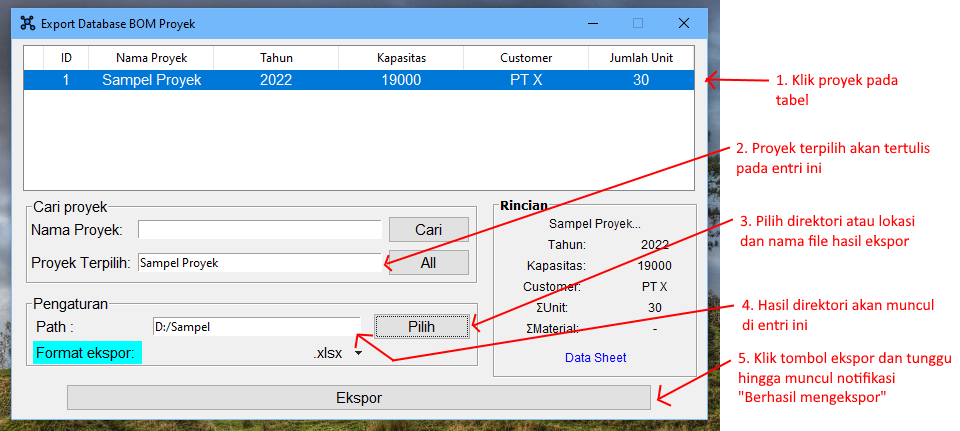 Export Database BOM Proyek
ID Nama Proyek Tahun Kapasitas Customer Jumlah Unit
1 Sampel Proyek 2022 19000 PT X 30
1. Klik proyek pada
tabel
2. Proyek terpilih akan tertulis
pada entri ini
Cari proyek
Nama Proyek: Cari
Proyek Terpilih: Sampel Proyek All
Rincian
Sampel Proyek...
Tahun: 2022
Kapasitas: 19000
Customer: PT X
ΣUnit: 30
ΣMaterial: -
Data Sheet
3. Pilih direktori atau lokasi
dan nama file hasil ekspor
Pengaturan
Path : D:/Sampel Pilih
Format ekspor: .xlsx
4. Hasil direktori akan muncul
di entri ini
Ekspor
5. Klik tombol ekspor dan tunggu
hingga muncul notifikasi
"Berhasil mengekspor"